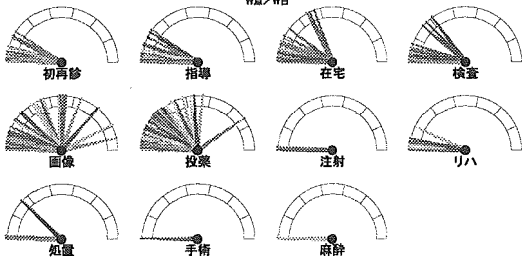 初再診 指導 在宅 検査
画像 投薬 注射 リハ
処置 手術 麻酔